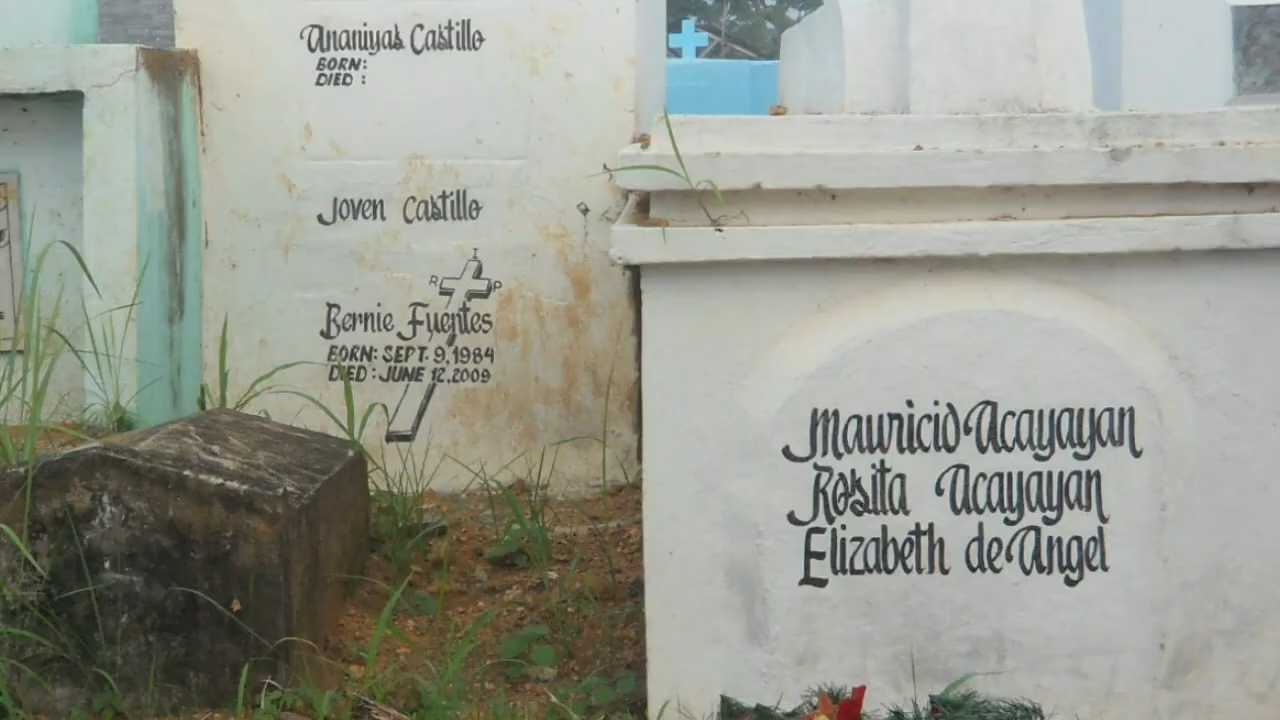 Ananiyas Castillo
BORN:
DIED :
Joven Castillo
R I P
Bernie Fuentes
BORN: SEPT. 9, 1984
DIED : JUNE 12, 2009
Mauricio Acayayan
Rosita Acayayan
Elizabeth de Angel